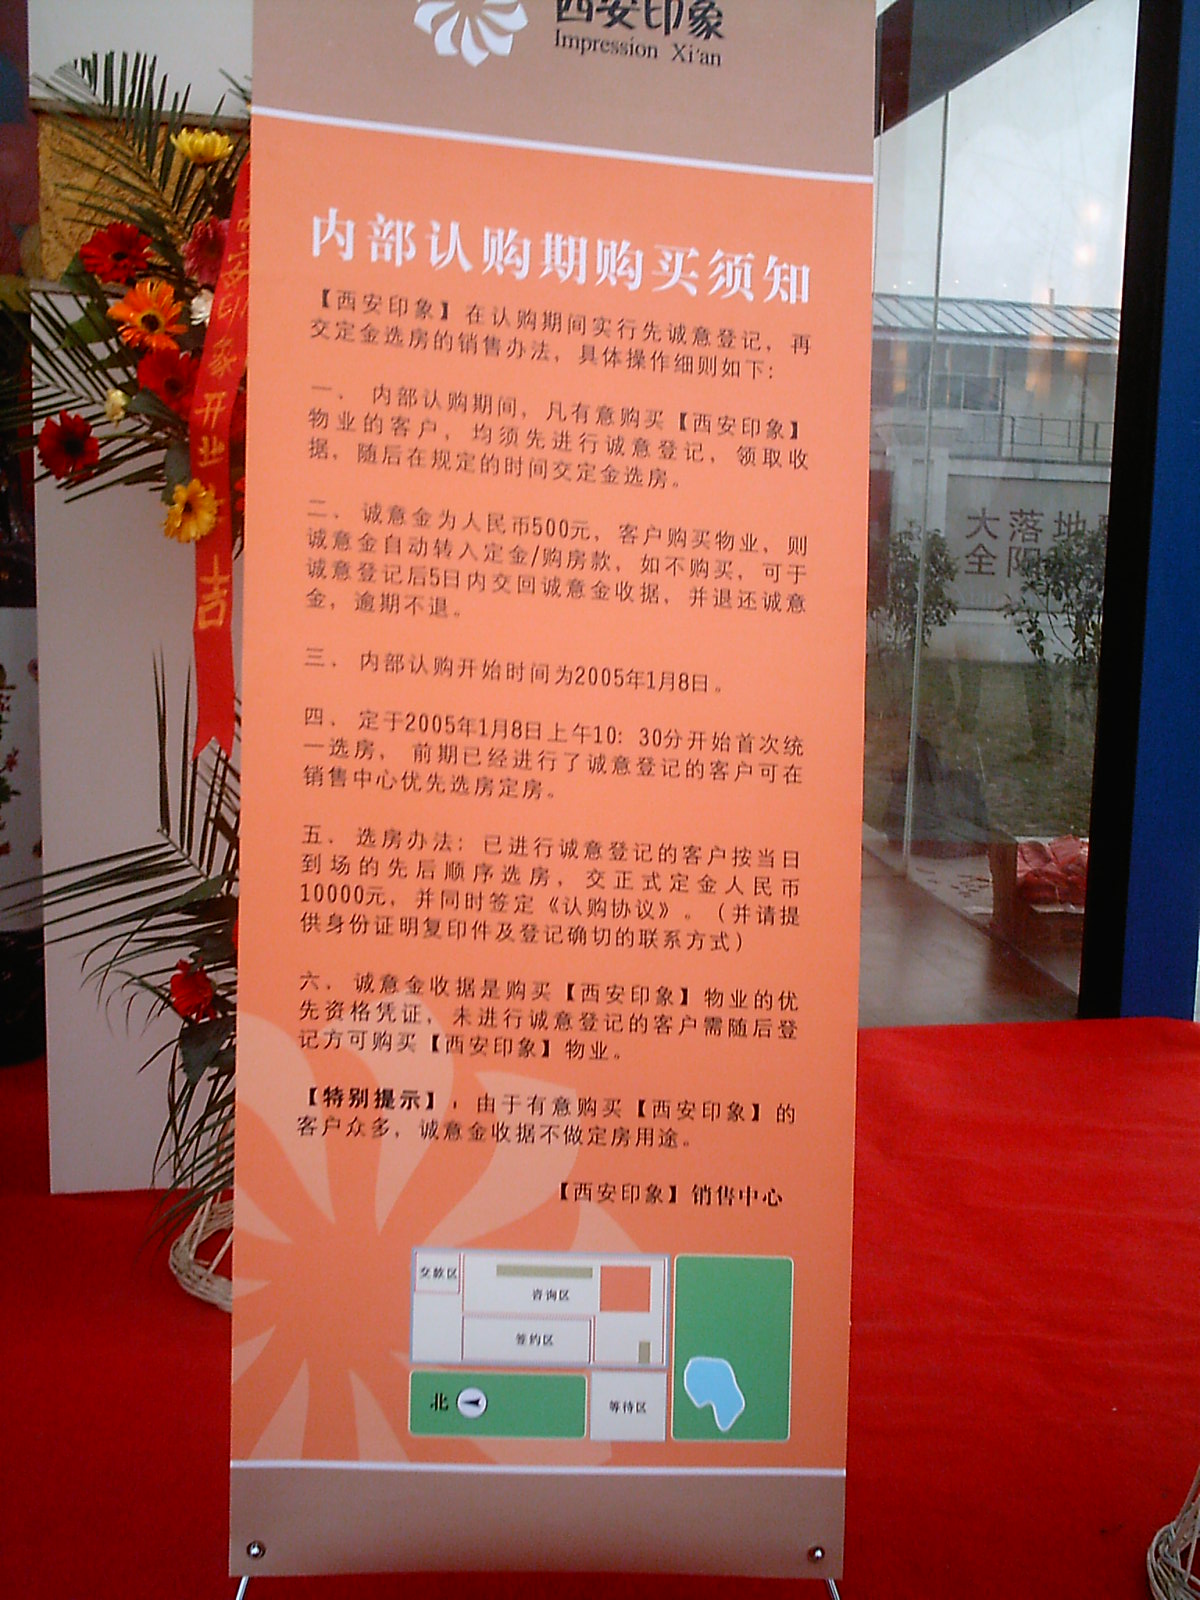 西安印象
Impression Xi'an
内部认购期购买须知
【西安印象】在认购期间实行先诚意登记，再
交定金选房的销售办法，具体操作细则如下：
一、 内部认购期间，凡有意购买【西安印象】
物业的客户，均须先进行诚意登记，领取收
据，随后在规定的时间交定金选房。
二、 诚意金为人民币500元，客户购买物业，则
诚意金自动转入定金/购房款，如不购买，可于
诚意登记后5日内交回诚意金收据，并退还诚意
金，逾期不退。
三、 内部认购开始时间为2005年1月8日。
四、 定于2005年1月8日上午10：30分开始首次统
一选房， 前期已经进行了诚意登记的客户可在
销售中心优先选房定房。
五、 选房办法：已进行诚意登记的客户按当日
到场的先后顺序选房，交正式定金人民币
10000元，并同时签定《认购协议》。（并请提
供身份证明复印件及登记确切的联系方式）
六、 诚意金收据是购买【西安印象】物业的优
先资格凭证，未进行诚意登记的客户需随后登
记方可购买【西安印象】物业。
【特别提示】，由于有意购买【西安印象】的
客户众多，诚意金收据不做定房用途。
【西安印象】销售中心
交款区
咨询区
签约区
北
等待区
安印象开业 吉
大落地
全阳